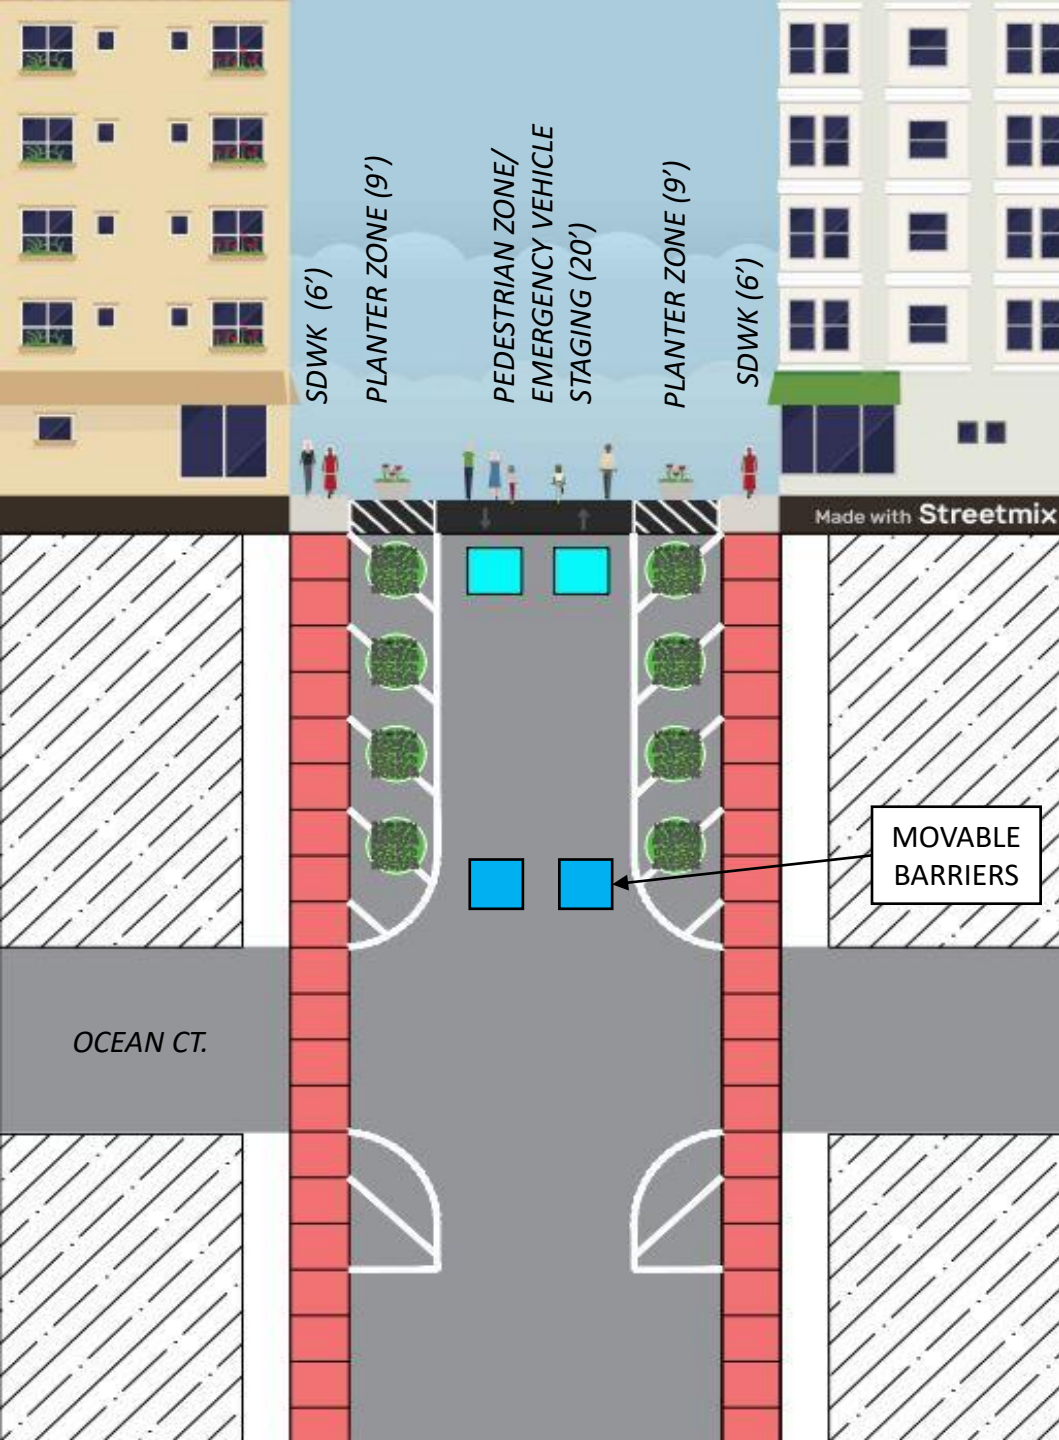 SDWK (6’)
PLANTER ZONE (9’)
PEDESTRIAN ZONE/
EMERGENCY VEHICLE
STAGING (20’)
PLANTER ZONE (9’)
SDWK (6’)
Made with Streetmix
MOVABLE
BARRIERS
OCEAN CT.